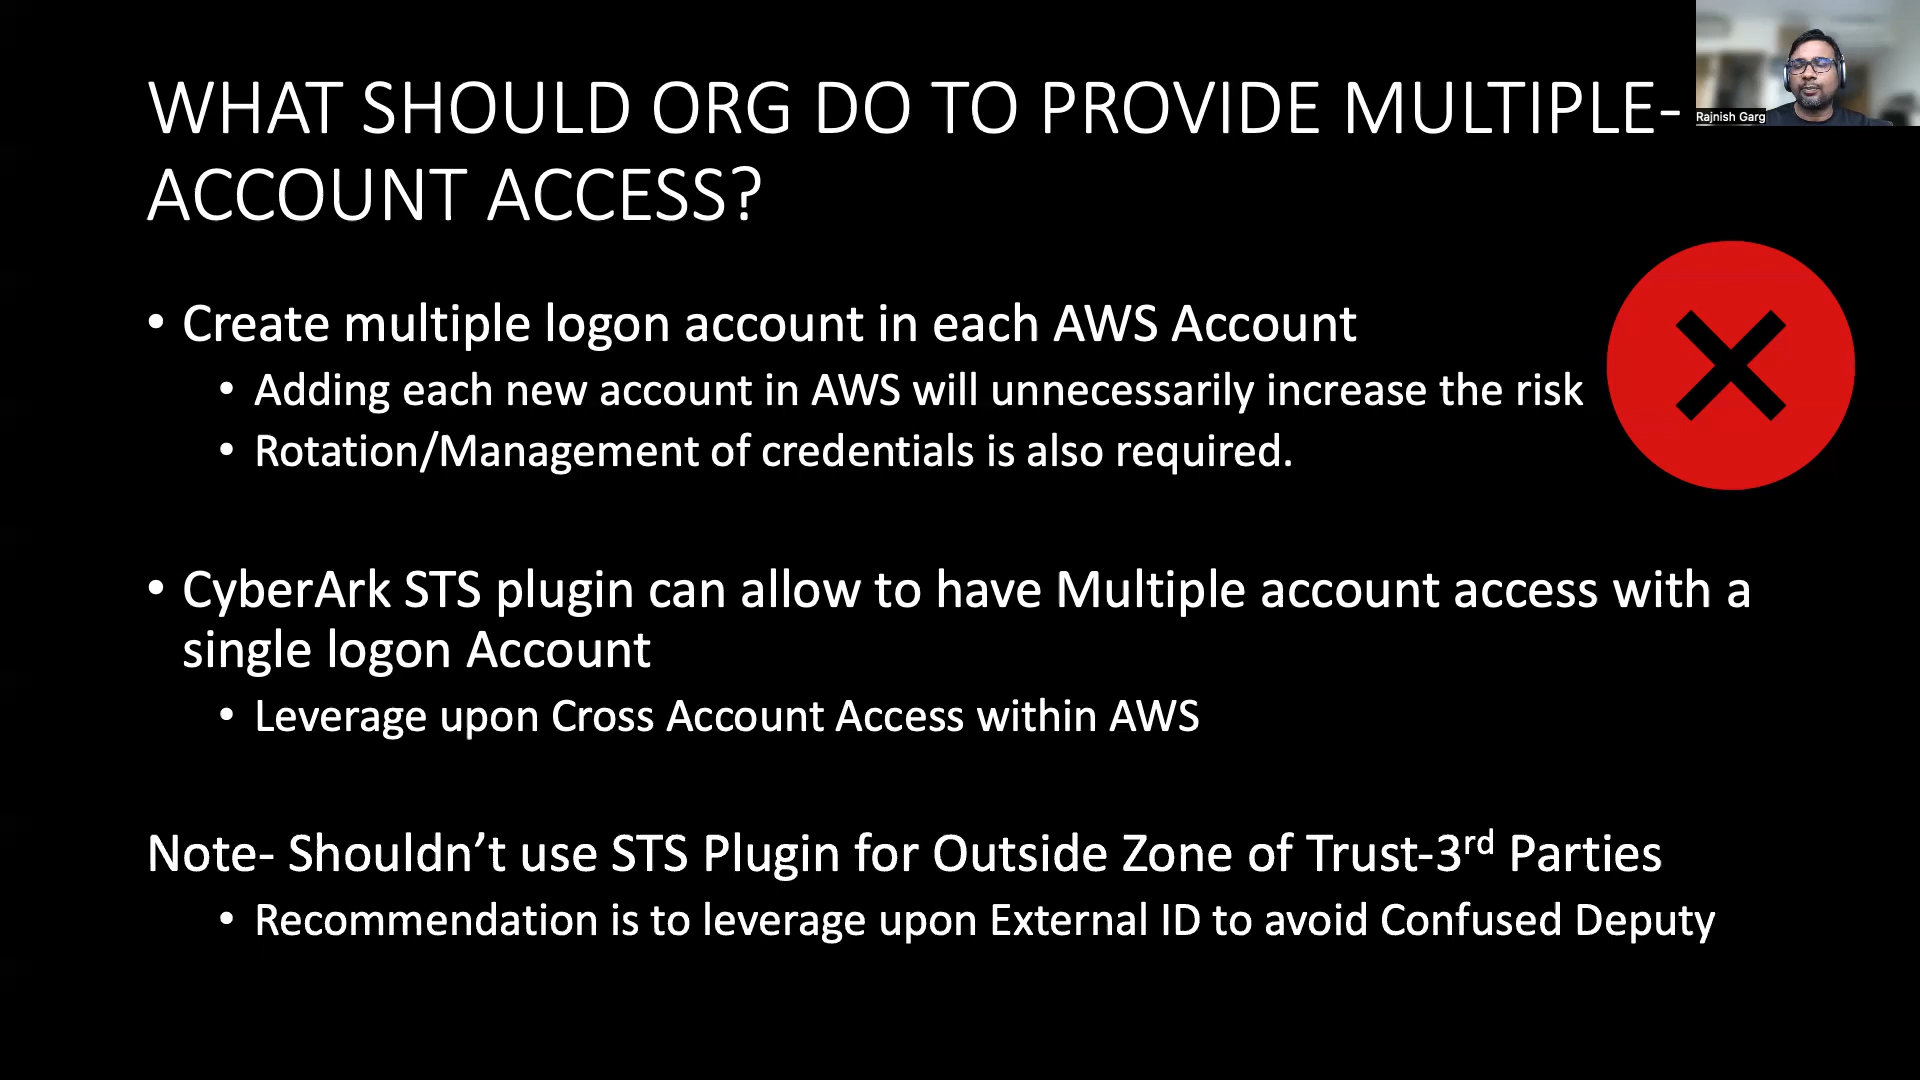 WHAT SHOULD ORG DO TO PROVIDE MULTIPLE-
ACCOUNT ACCESS?
Rajnish Garg
• Create multiple logon account in each AWS Account
• Adding each new account in AWS will unnecessarily increase the risk
• Rotation/Management of credentials is also required.
• CyberArk STS plugin can allow to have Multiple account access with a
single logon Account
• Leverage upon Cross Account Access within AWS
Note- Shouldn’t use STS Plugin for Outside Zone of Trust-3rd Parties
• Recommendation is to leverage upon External ID to avoid Confused Deputy